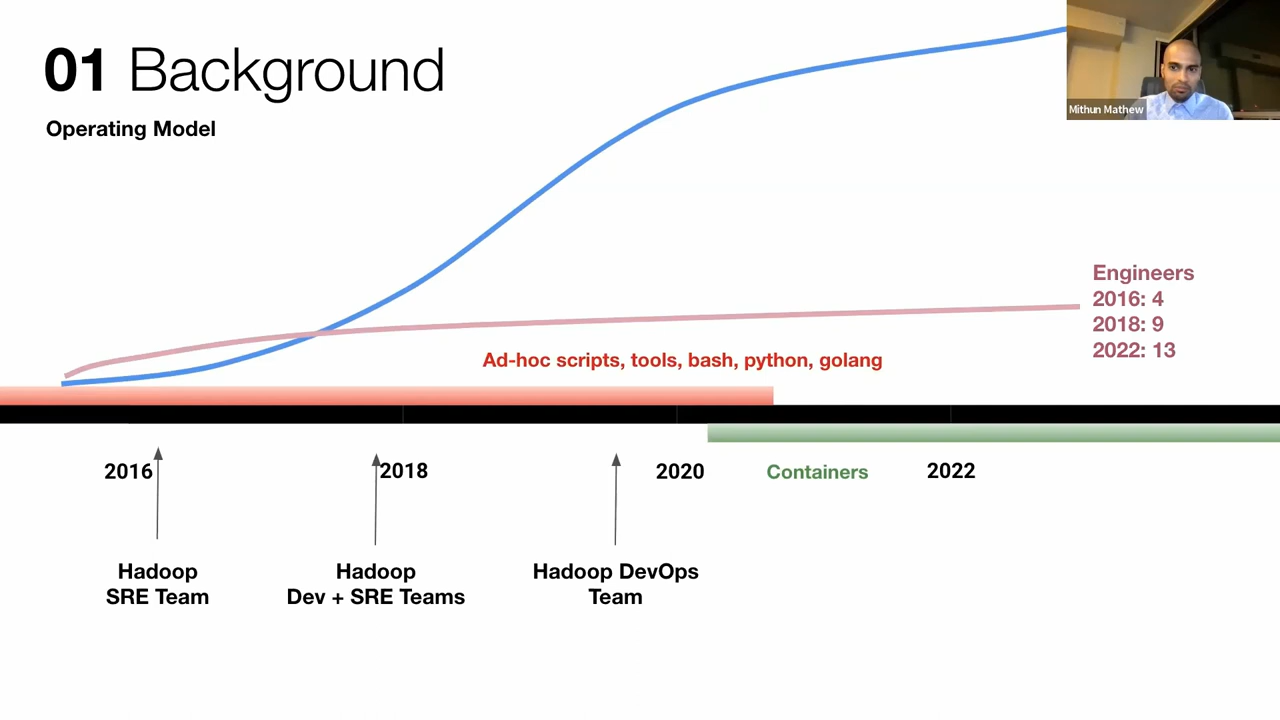 01 Background
Operating Model
Mithun Mathew
Engineers
2016: 4
2018: 9
2022: 13
Ad-hoc scripts, tools, bash, python, golang
2016
2018
2020
Containers
2022
Hadoop
SRE Team
Hadoop
Dev + SRE Teams
Hadoop DevOps
Team